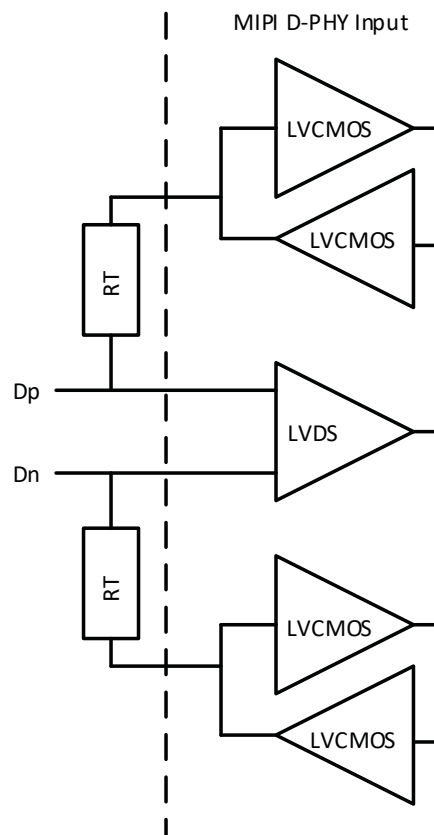 MIPI D-PHY Input
LVCMOS
LVCMOS
RT
Dp
LVDS
Dn
RT
LVCMOS
LVCMOS